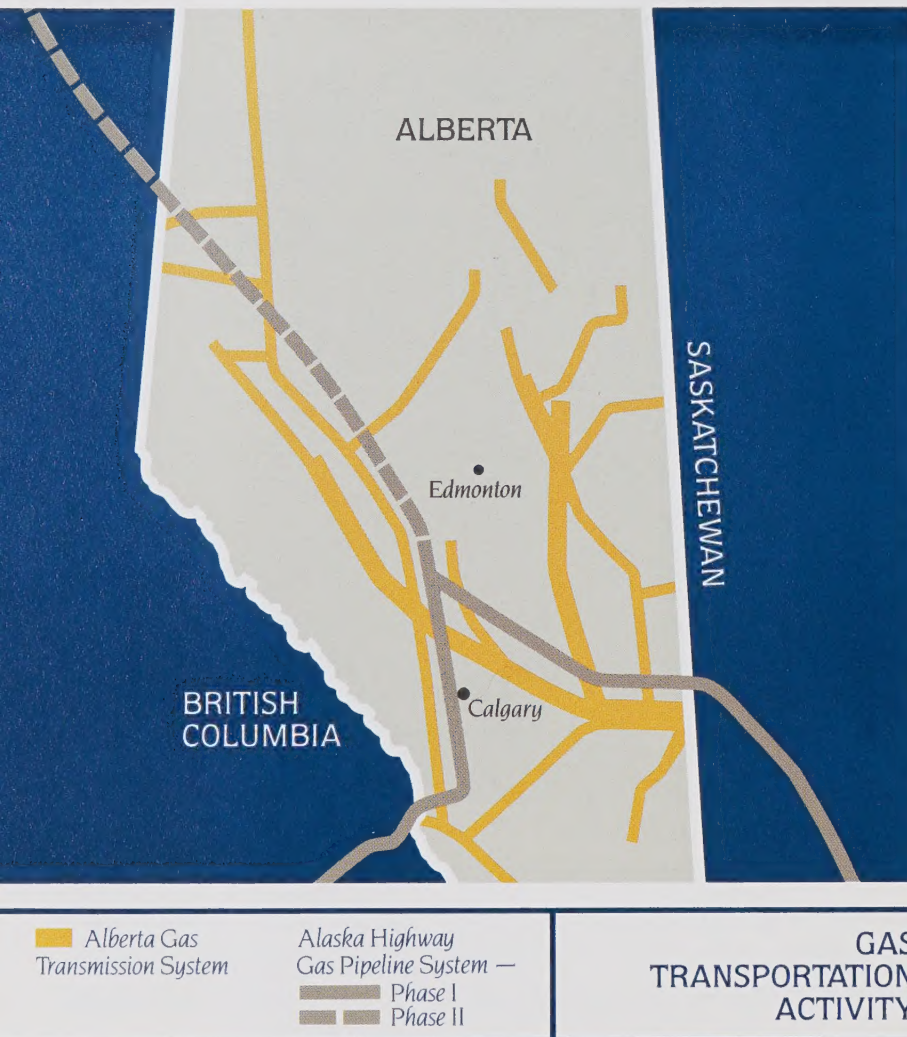 ALBERTA
SASKATCHEWAN
Edmonton
BRITISH
COLUMBIA
Calgary
Alberta Gas
Transmission System
Alaska Highway
Gas Pipeline System —
Phase I
Phase II
GAS
TRANSPORTATION
ACTIVITY